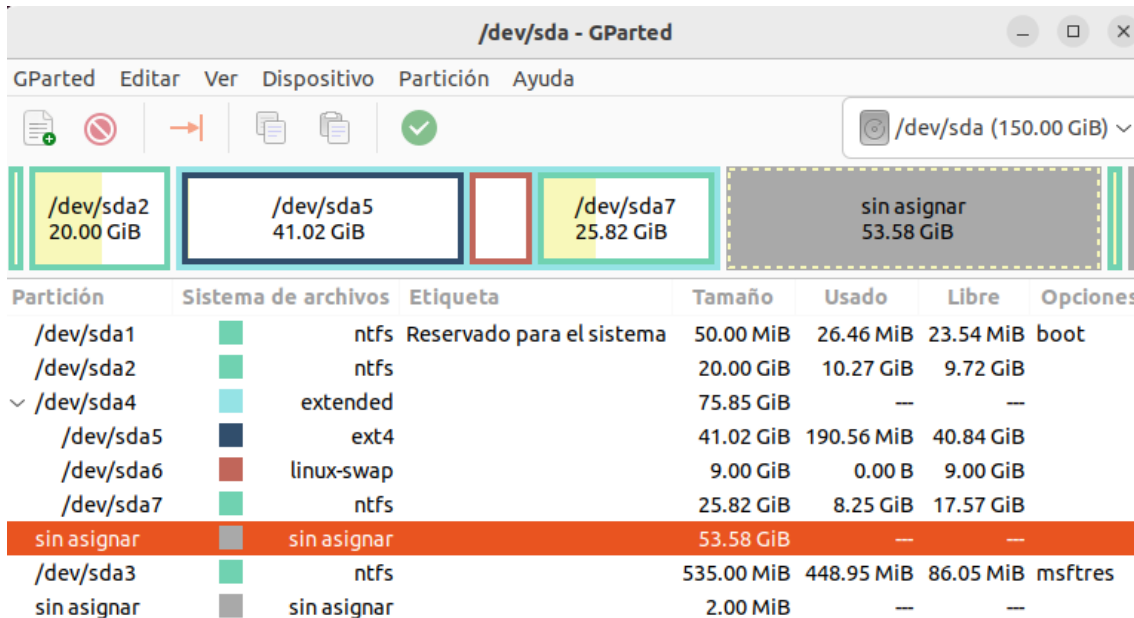 /dev/sda - GParted
GParted Editar Ver Dispositivo Partición Ayuda
/dev/sda (150.00 GiB)
/dev/sda2 /dev/sda5 /dev/sda7 sin asignar
20.00 GiB 41.02 GiB 25.82 GiB 53.58 GiB
Partición Sistema de archivos Etiqueta Tamaño Usado Libre Opciones
/dev/sda1 ntfs Reservado para el sistema 50.00 MiB 26.46 MiB 23.54 MiB boot
/dev/sda2 ntfs 20.00 GiB 10.27 GiB 9.72 GiB
/dev/sda4 extended 75.85 GiB --- ---
/dev/sda5 ext4 41.02 GiB 190.56 MiB 40.84 GiB
/dev/sda6 linux-swap 9.00 GiB 0.00 B 9.00 GiB
/dev/sda7 ntfs 25.82 GiB 8.25 GiB 17.57 GiB
sin asignar sin asignar 53.58 GiB --- ---
/dev/sda3 ntfs 535.00 MiB 448.95 MiB 86.05 MiB msftres
sin asignar sin asignar 2.00 MiB --- ---